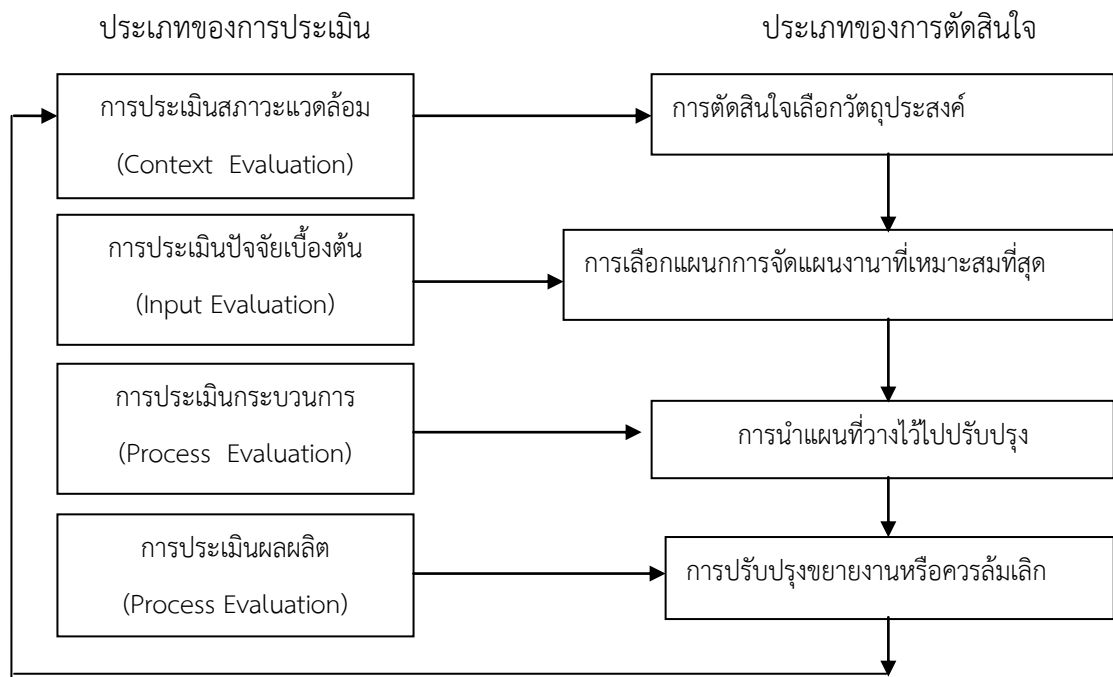 ประเภทของการประเมิน
ประเภทของการตัดสินใจ
การประเมินสภาวะแวดล้อม
(Context Evaluation)
การตัดสินใจเลือกวัตถุประสงค์
การประเมินปัจจัยเบื้องต้น
(Input Evaluation)
การเลือกแผนกการจัดแผนงานาที่เหมาะสมที่สุด
การประเมินกระบวนการ
(Process Evaluation)
การนำแผนที่วางไว้ไปปรับปรุง
การประเมินผลผลิต
(Process Evaluation)
การปรับปรุงขยายงานหรือควรล้มเลิก